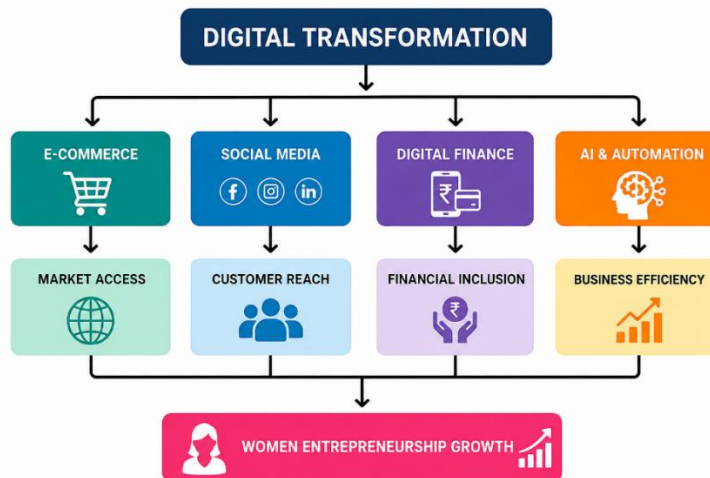 DIGITAL TRANSFORMATION
E-COMMERCE
SOCIAL MEDIA
DIGITAL FINANCE
AI & AUTOMATION
f
in
₹
MARKET ACCESS
CUSTOMER REACH
FINANCIAL INCLUSION
BUSINESS EFFICIENCY
₹
WOMEN ENTREPRENEURSHIP GROWTH